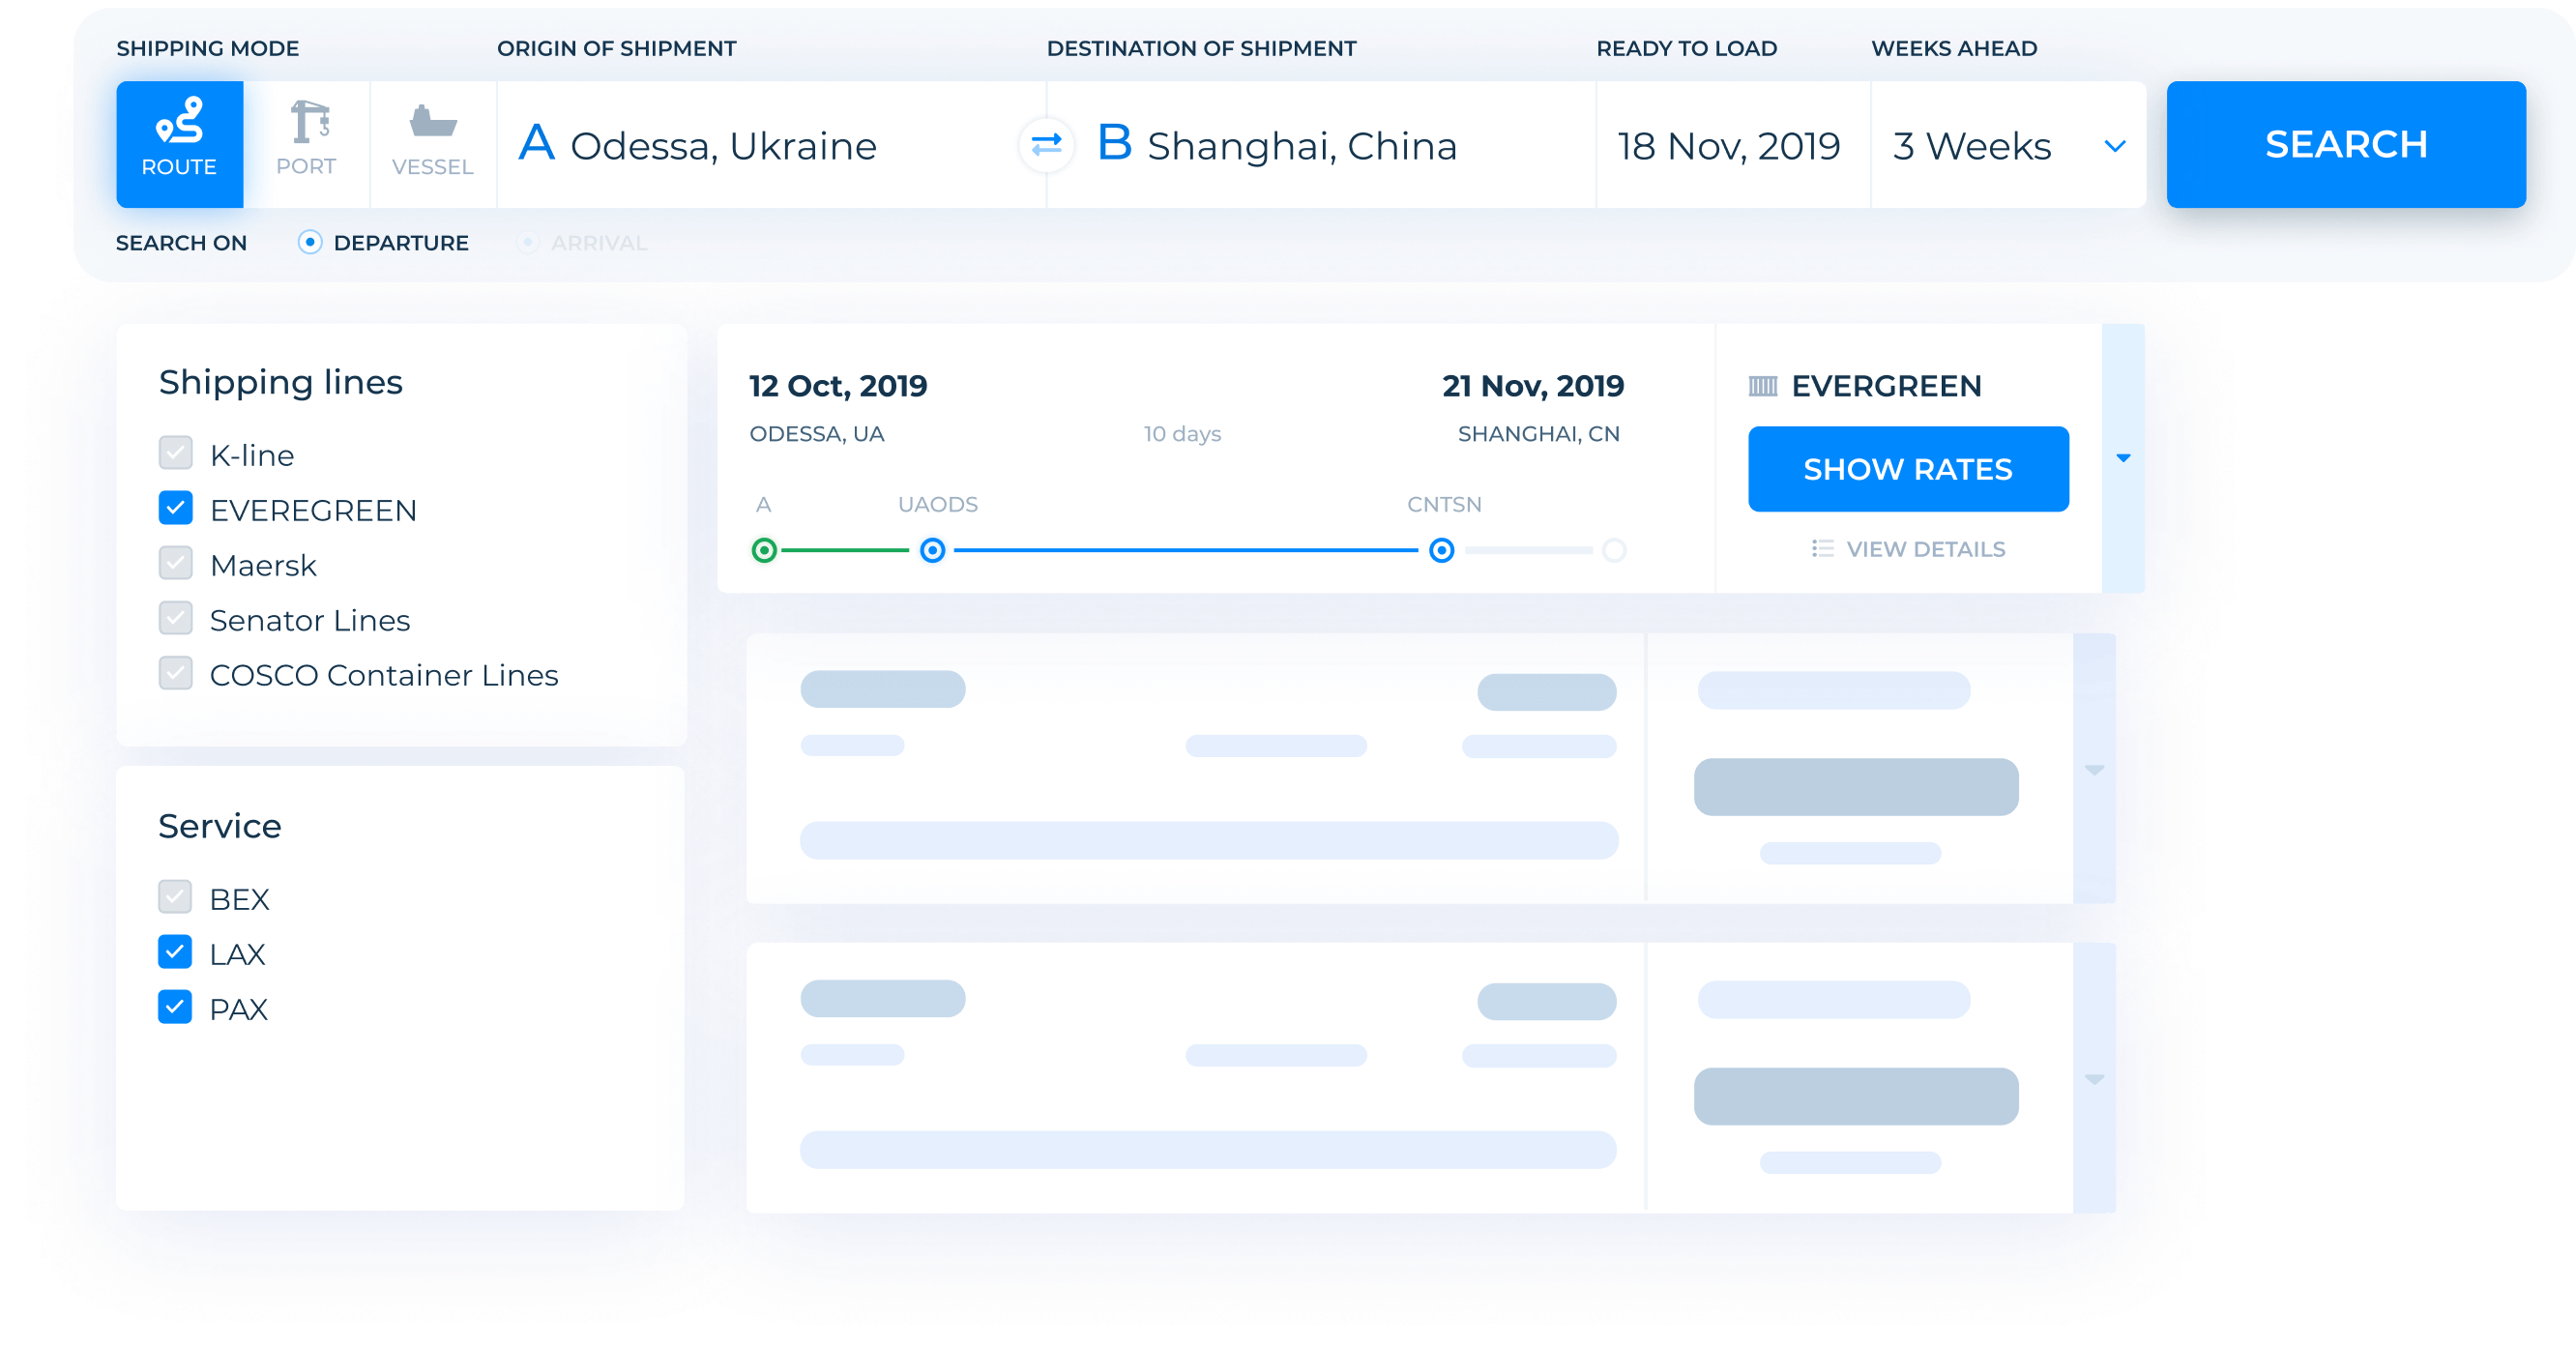 SHIPPING MODE
ORIGIN OF SHIPMENT
DESTINATION OF SHIPMENT
READY TO LOAD
WEEKS AHEAD
ROUTE
PORT
VESSEL
A Odessa, Ukraine
B Shanghai, China
18 Nov, 2019
3 Weeks
SEARCH
SEARCH ON
DEPARTURE
ARRIVAL
Shipping lines
K-line
EVEREGREEN
Maersk
Senator Lines
COSCO Container Lines
Service
BEX
LAX
PAX
12 Oct, 2019
21 Nov, 2019
ODESSA, UA
10 days
SHANGHAI, CN
A
UAODS
CNTSN
EVERGREEN
SHOW RATES
VIEW DETAILS